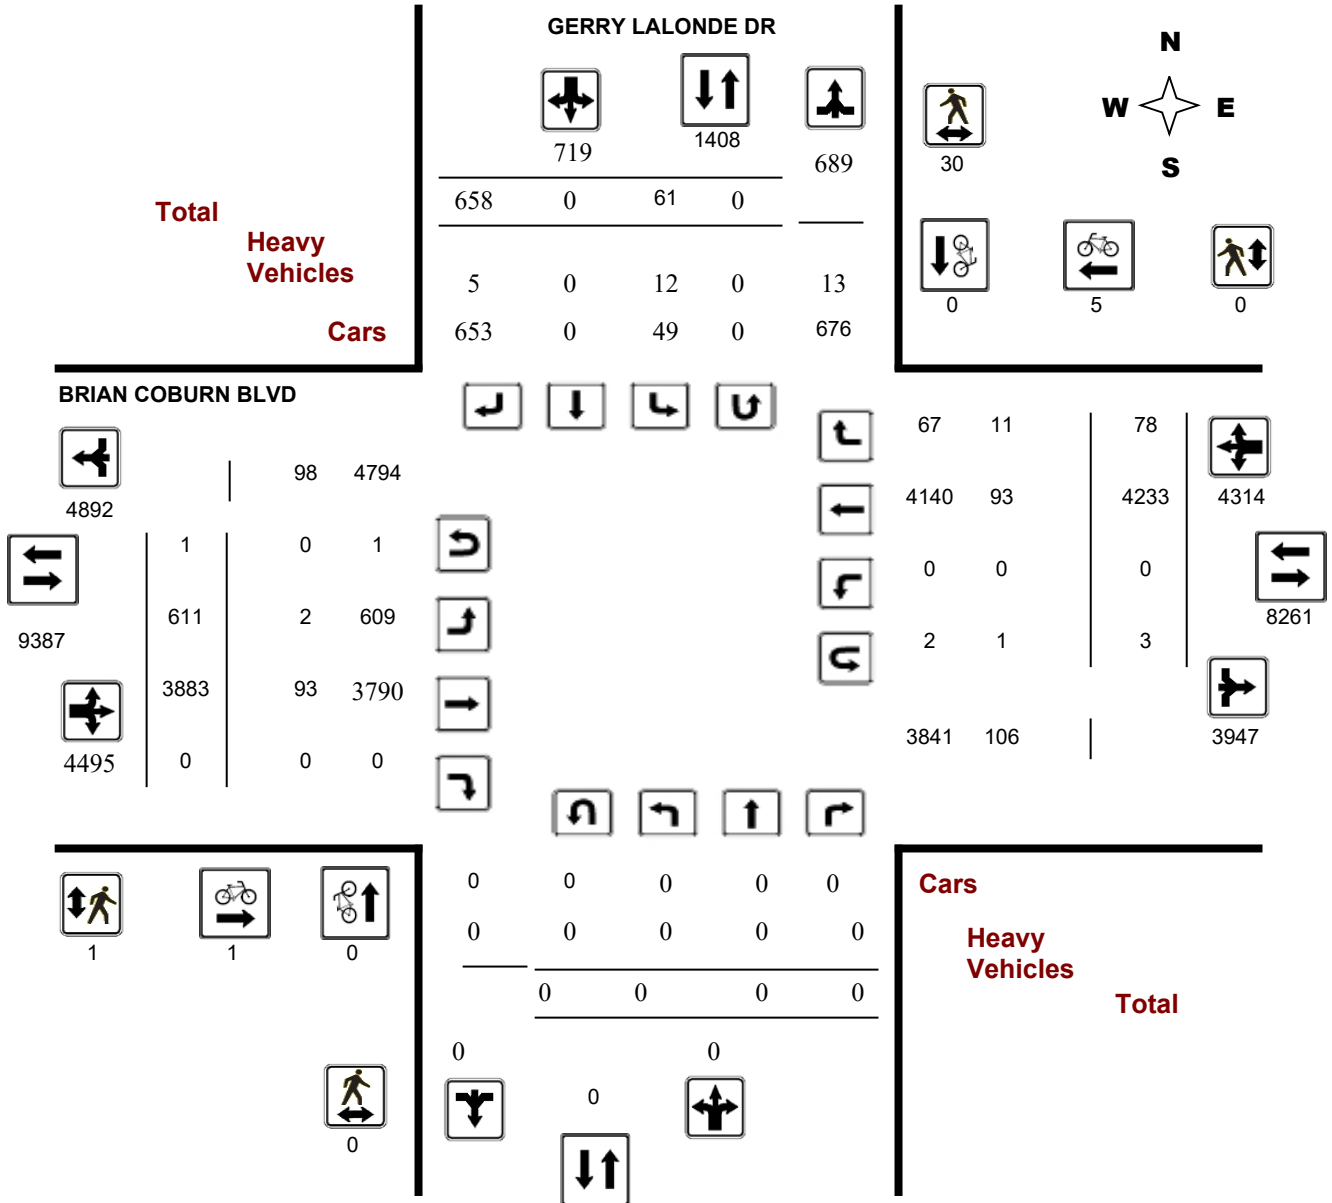 GERRY LALONDE DR
N
W E
S
719
1408
689
30
658 0 61 0
Total
Heavy
Vehicles
5 0 12 0 13
0 5 0
Cars
653 0 49 0 676
BRIAN COBURN BLVD
67 11 78
98 4794
4892
4140 93 4233 4314
1 0 1
0 0 0
611 2 609
8261
9387
2 1 3
3883 93 3790
3841 106 3947
4495 0 0 0
0 0 0 0 0
Cars
1 1 0
0 0 0 0 0
Heavy
Vehicles
0 0 0 0
Total
0 0
0
0